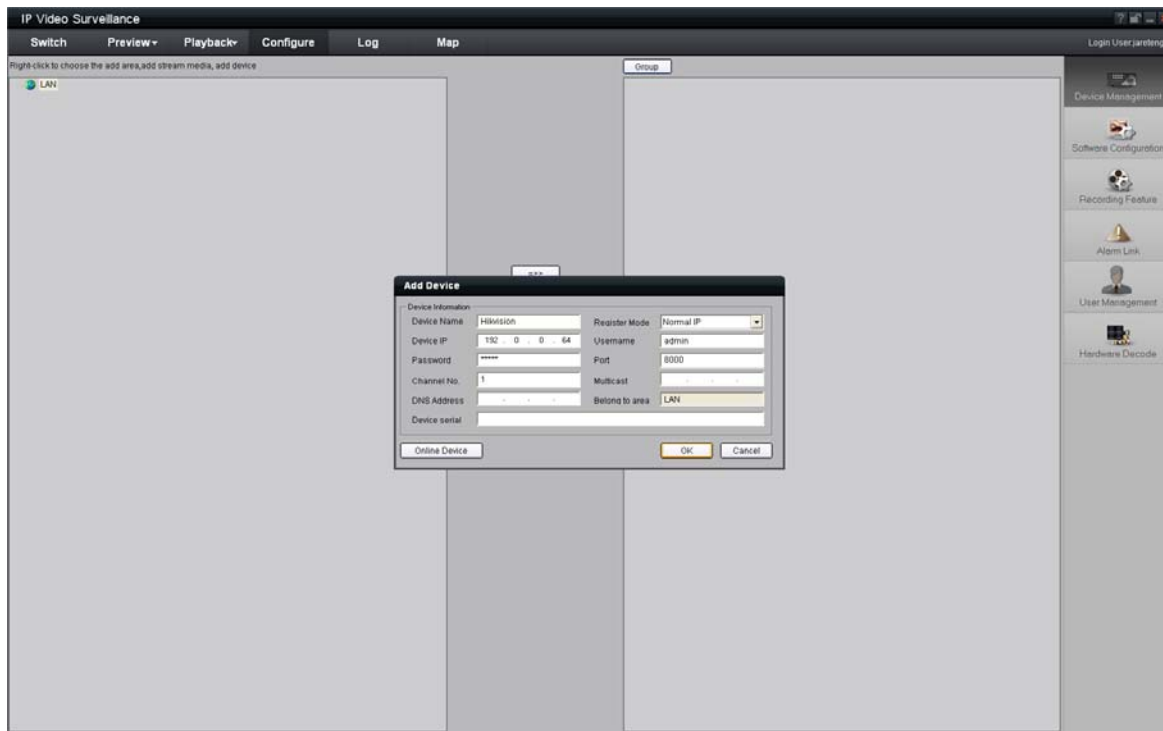 IP Video Surveillance
Switch Preview Playback Configure Log Map
Login User:jareteng
Right-click to choose the add area,add stream media, add device
Group
LAN
Device Management
Software Configuration
Recording Feature
Alarm Link
User Management
Hardware Decode
Add Device
Device Information
Device Name Hikvision Register Mode Normal IP
Device IP 192 . 0 . 0 . 64 Username admin
Password ***** Port 8000
Channel No. 1 Multicast . . .
DNS Address . . . Belong to area LAN
Device serial
Online Device OK Cancel